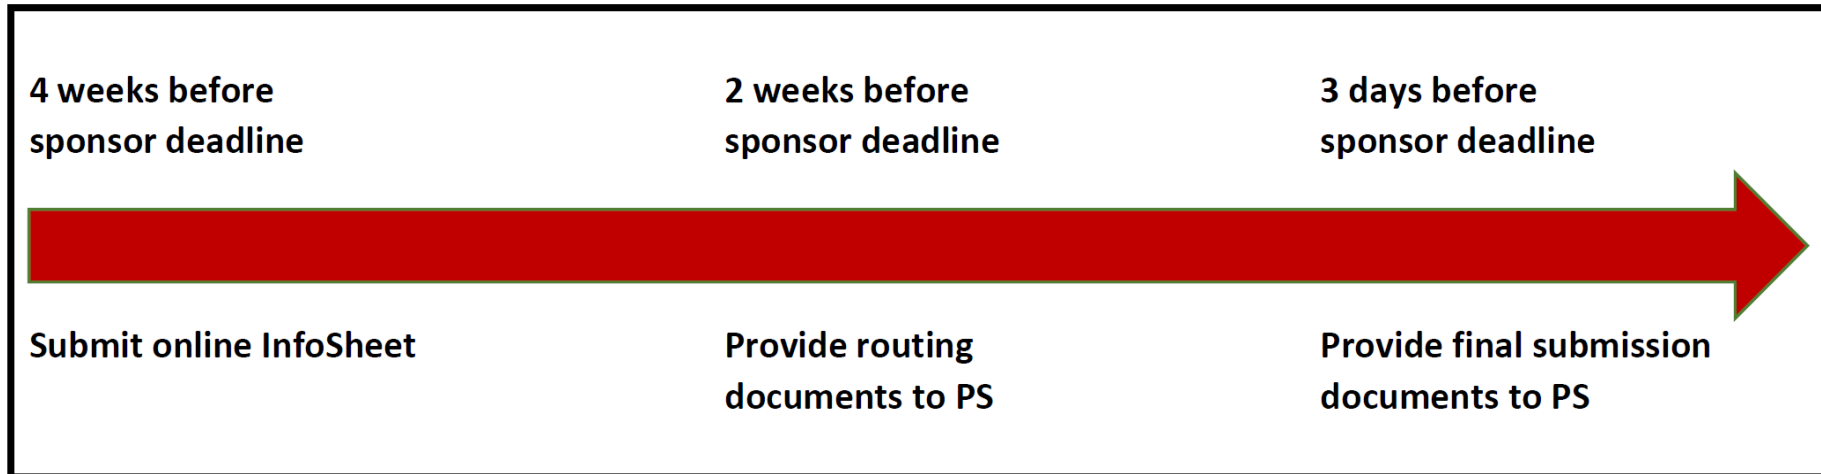 4 weeks before
sponsor deadline
2 weeks before
sponsor deadline
3 days before
sponsor deadline
Submit online InfoSheet
Provide routing
documents to PS
Provide final submission
documents to PS